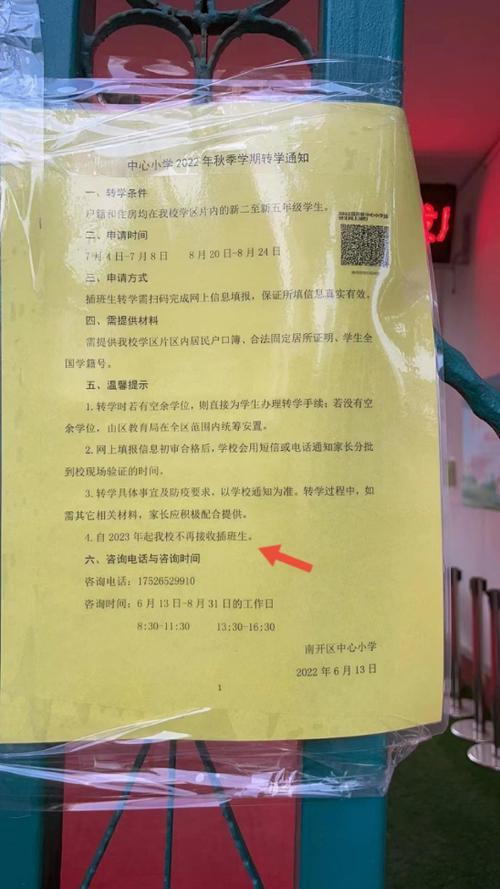 中心小学2022年秋季学期转学通知
一、转学条件
户籍和住房均在我校学区片内的新二至新五年级学生。
二、申请时间
7月4日-7月8日 8月20日-8月24日
三、申请方式
插班生转学需扫码完成网上信息填报，保证所填信息真实有效。
四、需提供材料
需提供我校学区片区内居民户口簿、合法固定居所证明、学生全
国学籍号。
五、温馨提示
1.转学时若有空余学位，则直接为学生办理转学手续；若没有空
余学位，由区教育局在全区范围内统筹安置。
2.网上填报信息初审合格后，学校会用短信或电话通知家长分批
到校现场验证的时间。
3.转学具体事宜及防疫要求，以学校通知为准。转学过程中，如
需其它相关材料，家长应积极配合提供。
4.自2023年起我校不再接收插班生。
六、咨询电话与咨询时间
咨询电话：17526529910
咨询时间：6月13日-8月31日的工作日
8:30-11:30 13:30-16:30
南开区中心小学
2022年6月13日
1